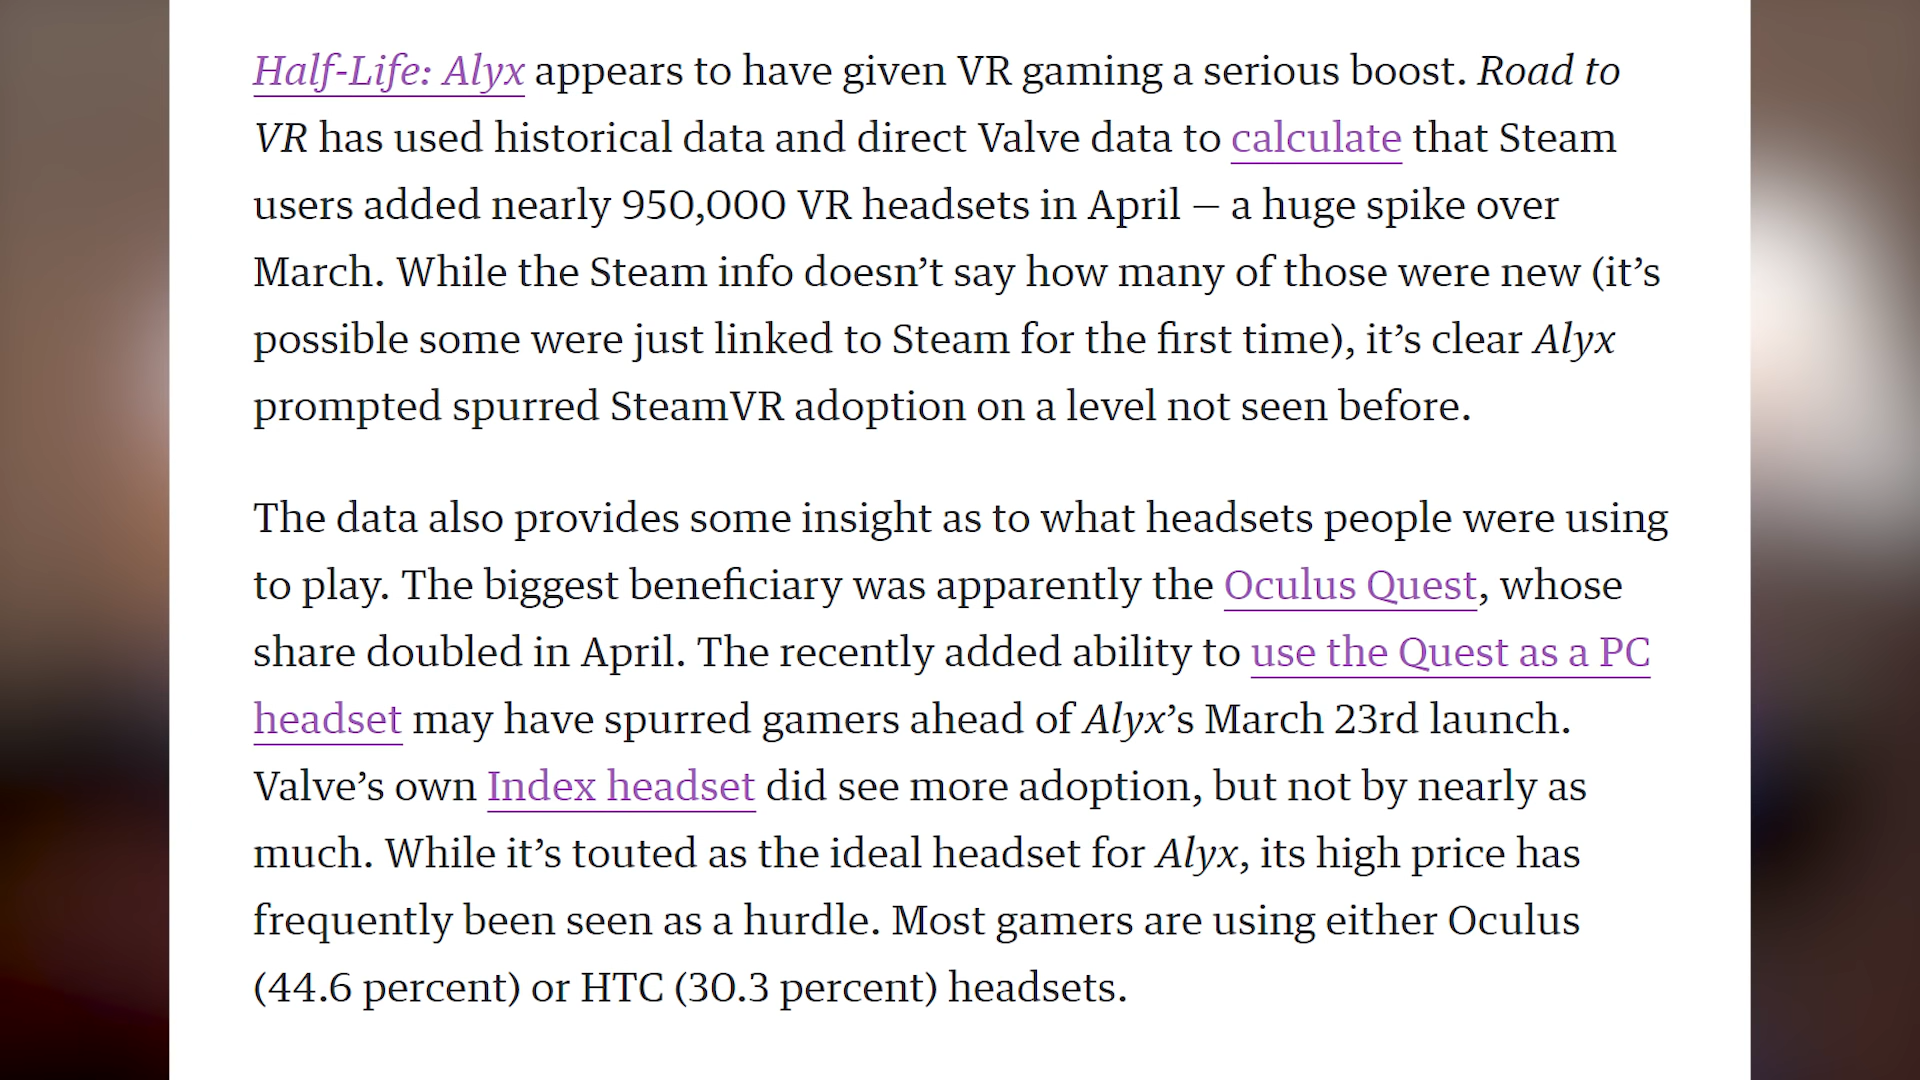 Half-Life: Alyx appears to have given VR gaming a serious boost. Road to
VR has used historical data and direct Valve data to calculate that Steam
users added nearly 950,000 VR headsets in April — a huge spike over
March. While the Steam info doesn’t say how many of those were new (it’s
possible some were just linked to Steam for the first time), it’s clear Alyx
prompted spurred SteamVR adoption on a level not seen before.
The data also provides some insight as to what headsets people were using
to play. The biggest beneficiary was apparently the Oculus Quest, whose
share doubled in April. The recently added ability to use the Quest as a PC
headset may have spurred gamers ahead of Alyx’s March 23rd launch.
Valve’s own Index headset did see more adoption, but not by nearly as
much. While it’s touted as the ideal headset for Alyx, its high price has
frequently been seen as a hurdle. Most gamers are using either Oculus
(44.6 percent) or HTC (30.3 percent) headsets.